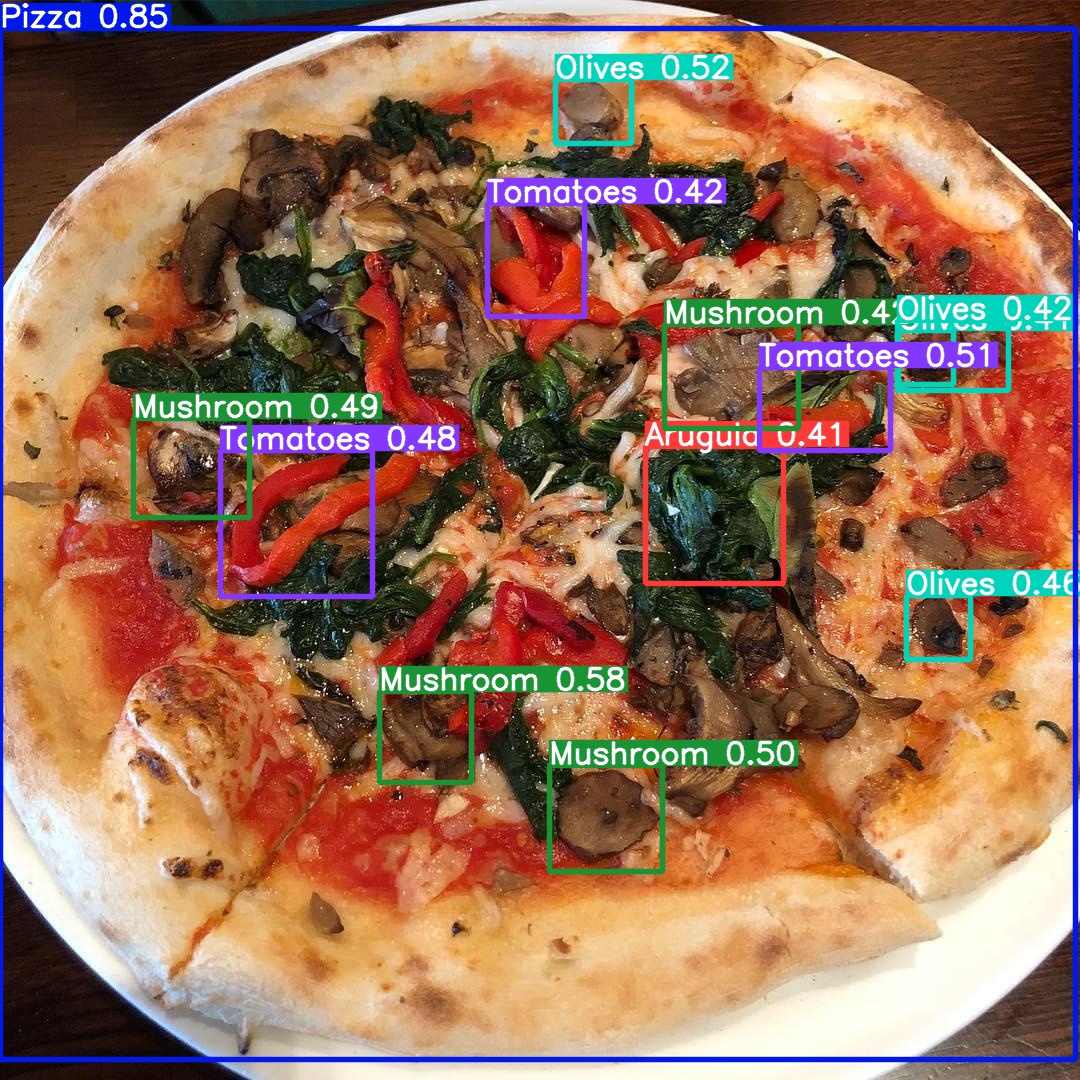 Pizza 0.85
Olives 0.52
Tomatoes 0.42
Mushroom 0.4
Olives 0.42
Tomatoes 0.51
Mushroom 0.49
Tomatoes 0.48
Arugula 0.41
Olives 0.46
Mushroom 0.58
Mushroom 0.50